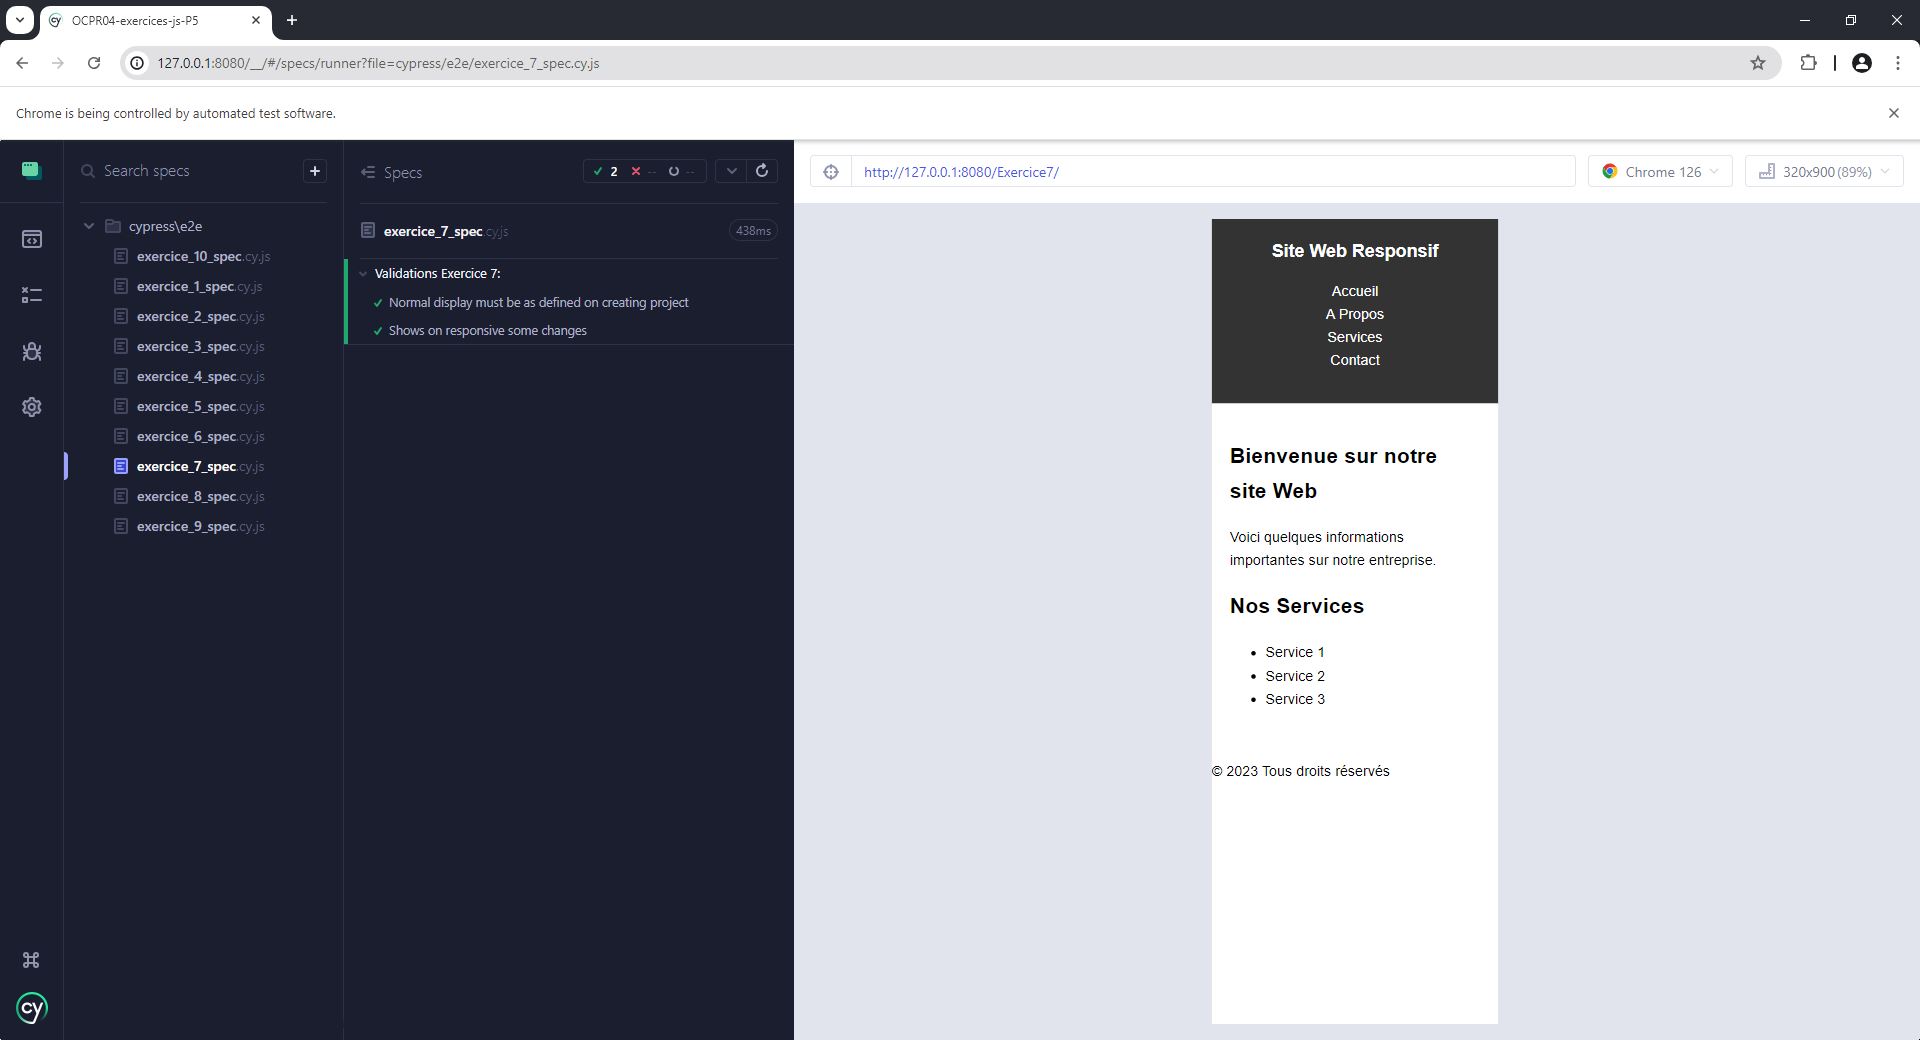 OCPR04-exercices-js-P5
127.0.0.1:8080/__/#/specs/runner?file=cypress/e2e/exercice_7_spec.cy.js
Chrome is being controlled by automated test software.
Search specs
cypress\e2e
exercice_10_spec.cy.js
exercice_1_spec.cy.js
exercice_2_spec.cy.js
exercice_3_spec.cy.js
exercice_4_spec.cy.js
exercice_5_spec.cy.js
exercice_6_spec.cy.js
exercice_7_spec.cy.js
exercice_8_spec.cy.js
exercice_9_spec.cy.js
cy
Specs
2 -- --
exercice_7_spec.cy.js 438ms
Validations Exercice 7:
Normal display must be as defined on creating project
Shows on responsive some changes
http://127.0.0.1:8080/Exercice7/
Chrome 126
320x900 (89%)
Site Web Responsif
Accueil
A Propos
Services
Contact
Bienvenue sur notre
site Web
Voici quelques informations
importantes sur notre entreprise.
Nos Services
• Service 1
• Service 2
• Service 3
© 2023 Tous droits réservés